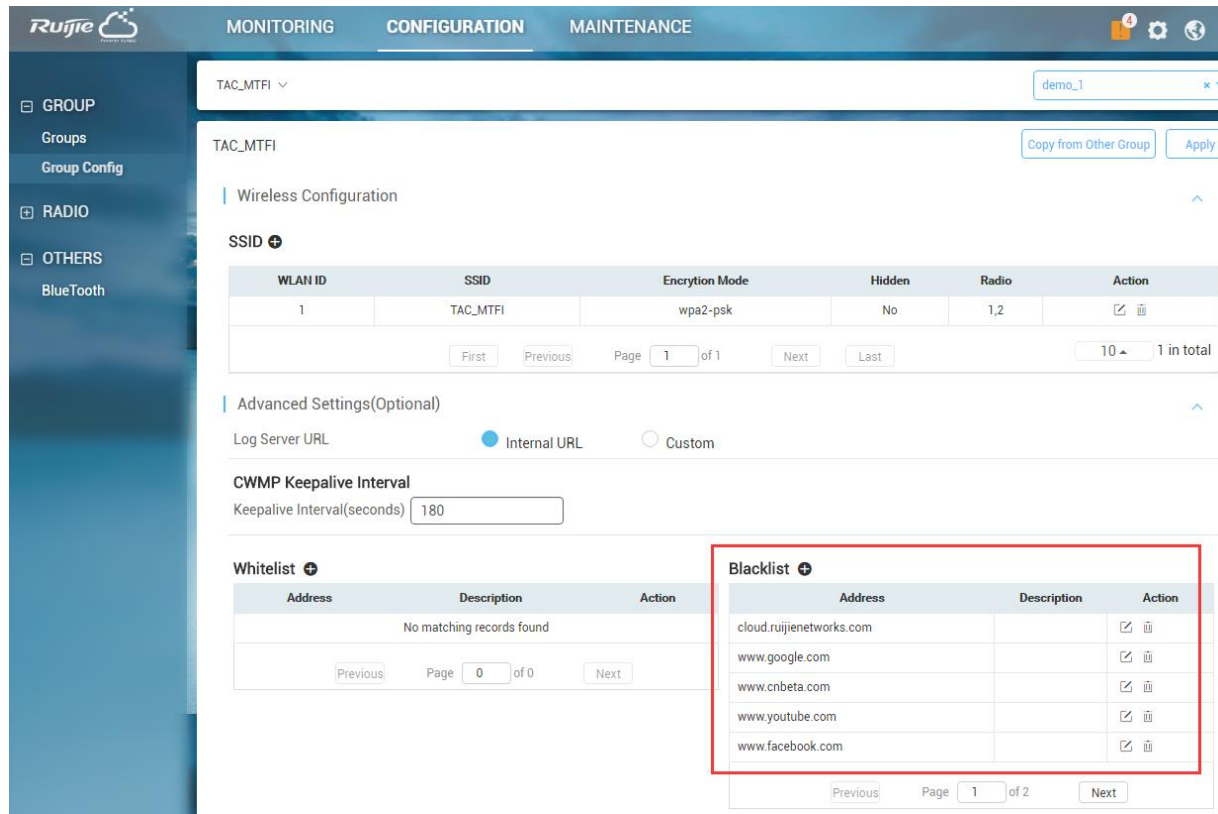 Ruijie
MONITORING CONFIGURATION MAINTENANCE
4
TAC_MTFI
demo_1 ×
GROUP
Groups
Group Config
RADIO
OTHERS
BlueTooth
TAC_MTFI
Copy from Other Group Apply
Wireless Configuration
SSID
WLAN ID SSID Encrytion Mode Hidden Radio Action
1 TAC_MTFI wpa2-psk No 1,2
First Previous Page 1 of 1 Next Last 10 1 in total
Advanced Settings(Optional)
Log Server URL Internal URL Custom
CWMP Keepalive Interval
Keepalive Interval(seconds) 180
Whitelist
Address Description Action
No matching records found
Previous Page 0 of 0 Next
Blacklist
Address Description Action
cloud.ruijienetworks.com
www.google.com
www.cnbeta.com
www.youtube.com
www.facebook.com
Previous Page 1 of 2 Next